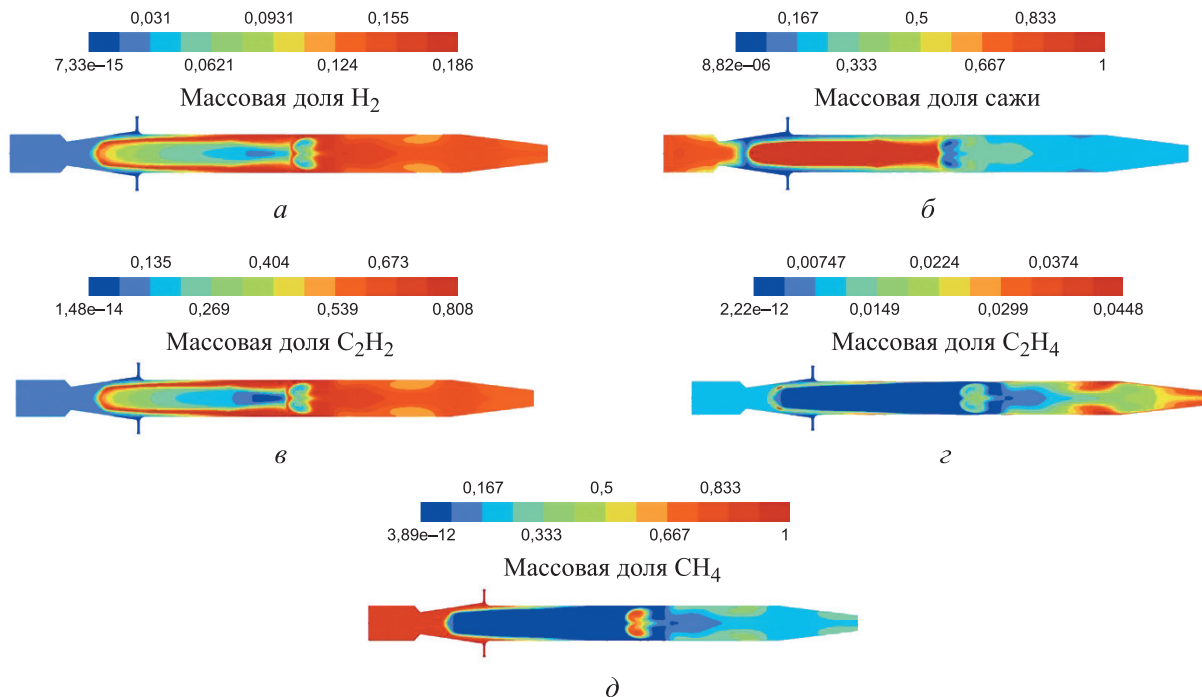 0,031 0,0931 0,155
7,33e–15 0,0621 0,124 0,186
Массовая доля H₂
а
0,167 0,5 0,833
8,82e–06 0,333 0,667 1
Массовая доля сажи
б
0,135 0,404 0,673
1,48e–14 0,269 0,539 0,808
Массовая доля C₂H₂
в
0,00747 0,0224 0,0374
2,22e–12 0,0149 0,0299 0,0448
Массовая доля C₂H₄
г
0,167 0,5 0,833
3,89e–12 0,333 0,667 1
Массовая доля CH₄
д